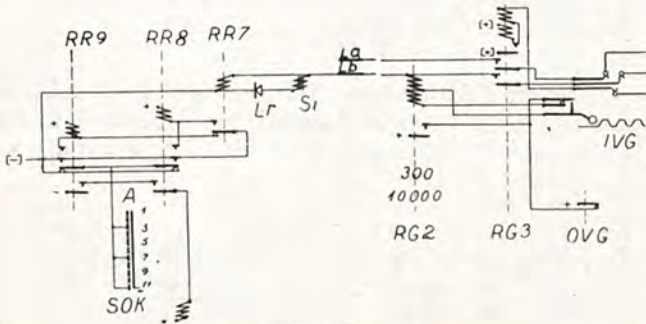 RR9 RR8 RR7
[+]
[+]
La
Lb
Lr S1
+
+
[-]
+
IVG
-
A
300
10000
+
1
3
5
7
9
11
RG2 RG3 OVG
SOK
+